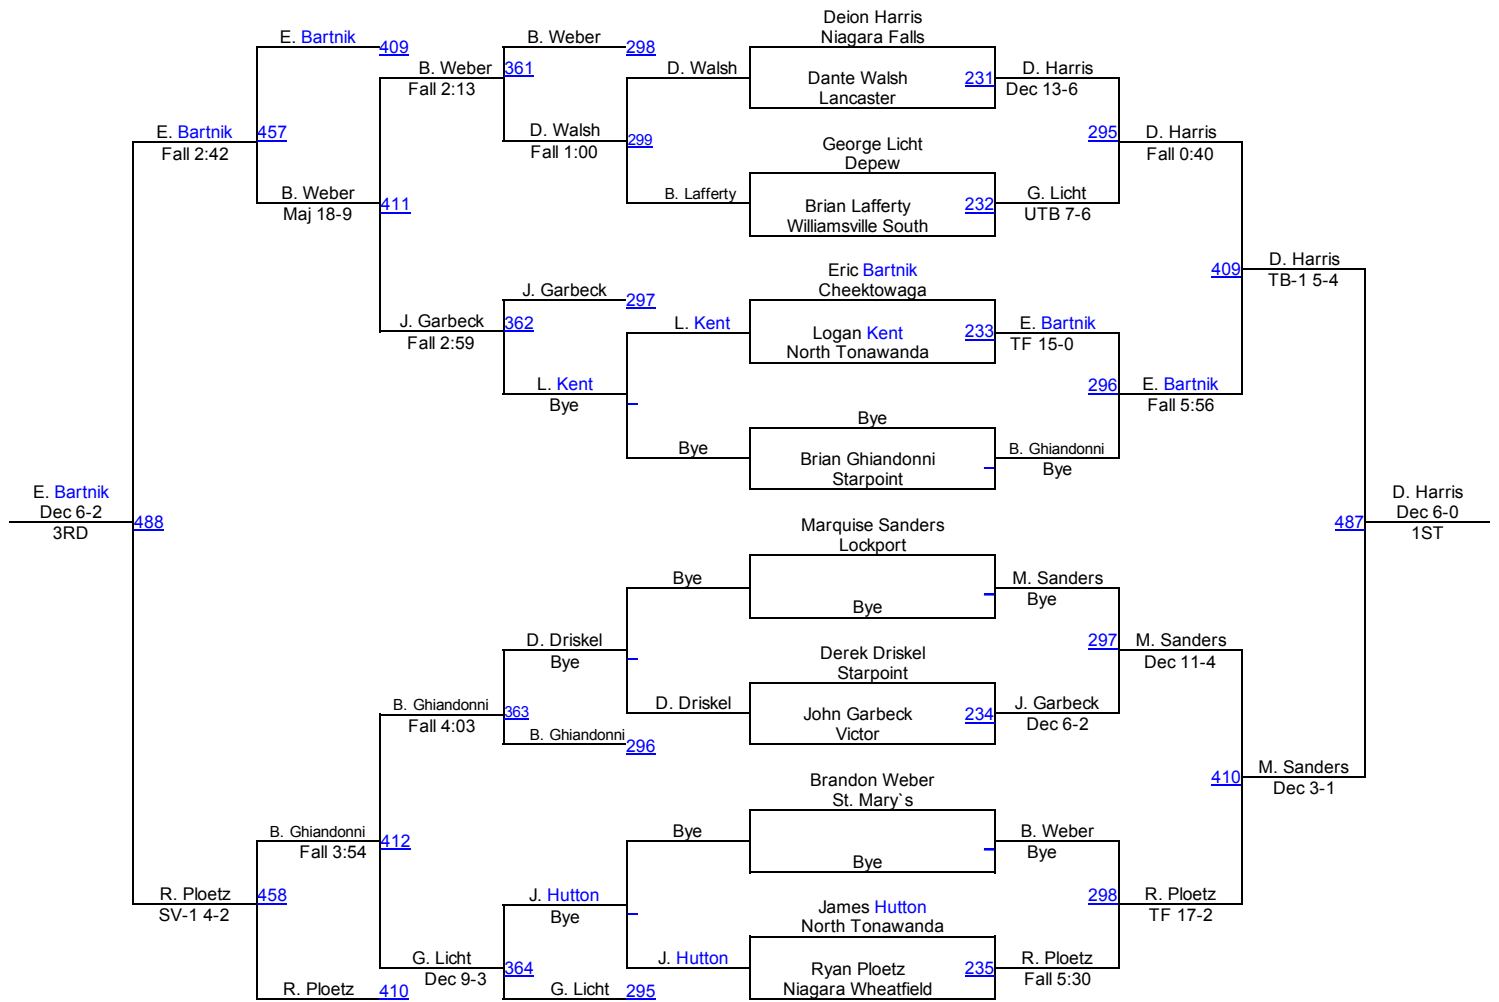 Deion Harris
Niagara Falls
E. Bartnik
409
B. Weber
298
B. Weber
361
D. Walsh
Dante Walsh
231
D. Harris
Fall 2:13
Lancaster
Dec 13-6
E. Bartnik
457
D. Walsh
299
George Licht
295
D. Harris
Fall 2:42
Fall 1:00
Depew
Fall 0:40
B. Weber
411
B. Lafferty
Brian Lafferty
232
G. Licht
Maj 18-9
Williamsville South
UTB 7-6
Eric Bartnik
409
D. Harris
Cheektowaga
TB-1 5-4
J. Garbeck
297
J. Garbeck
362
L. Kent
Logan Kent
233
E. Bartnik
Fall 2:59
North Tonawanda
TF 15-0
L. Kent
296
E. Bartnik
Bye
Fall 5:56
Bye
Bye
Brian Ghiandonni
B. Ghiandonni
Starpoint
Bye
E. Bartnik
D. Harris
Dec 6-2
488
487
Dec 6-0
3RD
1ST
Marquise Sanders
Lockport
Bye
Bye
M. Sanders
Bye
D. Driskel
297
M. Sanders
Bye
Dec 11-4
Derek Driskel
Starpoint
B. Ghiandonni
363
D. Driskel
John Garbeck
234
J. Garbeck
Fall 4:03
Victor
Dec 6-2
B. Ghiandonni
296
Brandon Weber
410
M. Sanders
St. Mary`s
Dec 3-1
B. Ghiandonni
412
Bye
Bye
B. Weber
Fall 3:54
Bye
R. Ploetz
458
J. Hutton
298
R. Ploetz
SV-1 4-2
Bye
TF 17-2
James Hutton
North Tonawanda
G. Licht
364
J. Hutton
Ryan Ploetz
235
R. Ploetz
Dec 9-3
Niagara Wheatfield
Fall 5:30
R. Ploetz
410
G. Licht
295